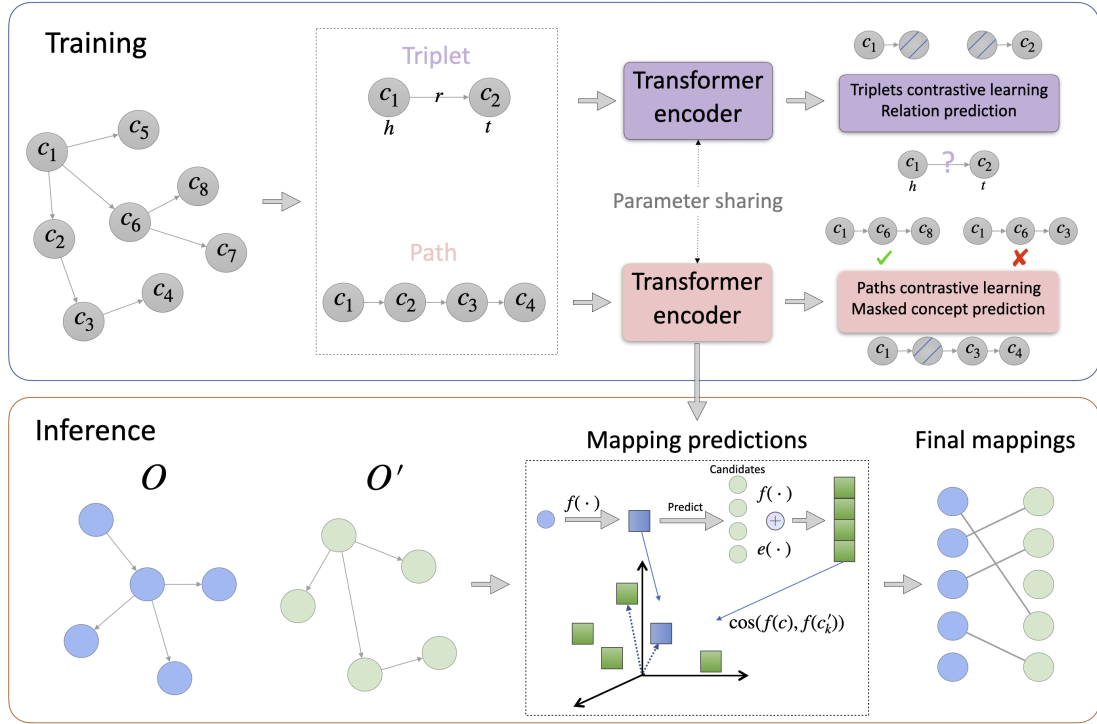 Training
c1
c5
c8
c6
c2
c7
c4
c3
Triplet
c1 r c2
h t
Path
c1 c2 c3 c4
Transformer
encoder
Parameter sharing
Transformer
encoder
c1 c2
Triplets contrastive learning
Relation prediction
c1 ? c2
h t
c1 c6 c8 c1 c6 c3
✓ ✘
Paths contrastive learning
Masked concept prediction
c1 c3 c4
Inference
O
O'
Mapping predictions
Candidates
f(·)
Predict
f(·)
+
e(·)
cos(f(c), f(c'k))
Final mappings